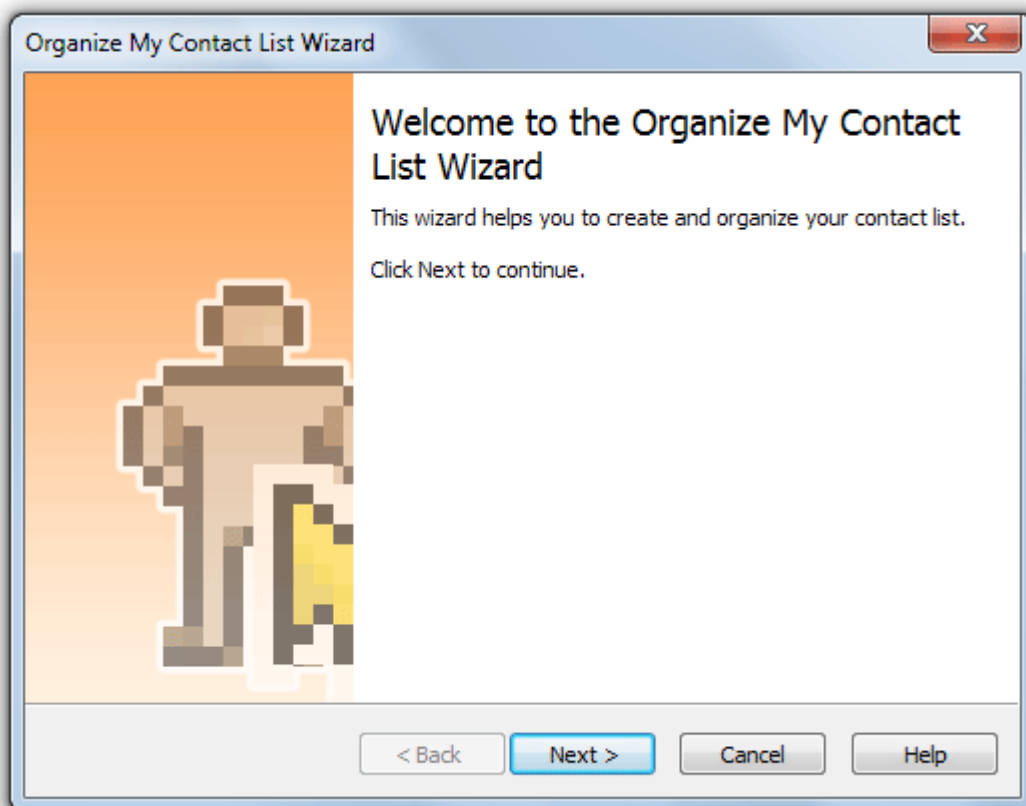 Organize My Contact List Wizard
Welcome to the Organize My Contact
List Wizard
This wizard helps you to create and organize your contact list.
Click Next to continue.
< Back Next > Cancel Help